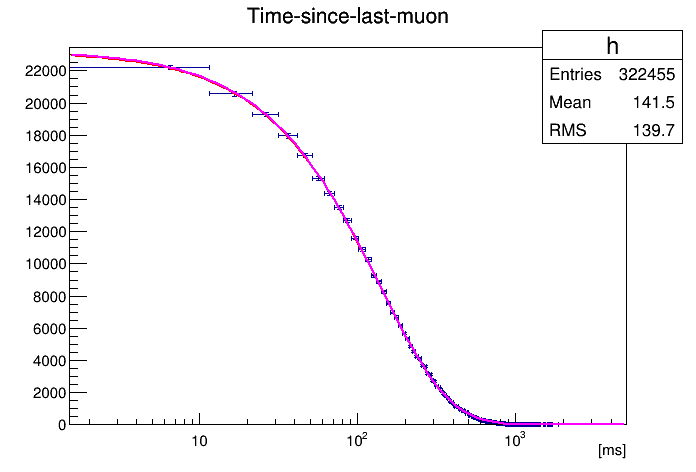 Time-since-last-muon
h
Entries 322455
Mean 141.5
RMS 139.7
22000
20000
18000
16000
14000
12000
10000
8000
6000
4000
2000
0
10 10² 10³
[ms]